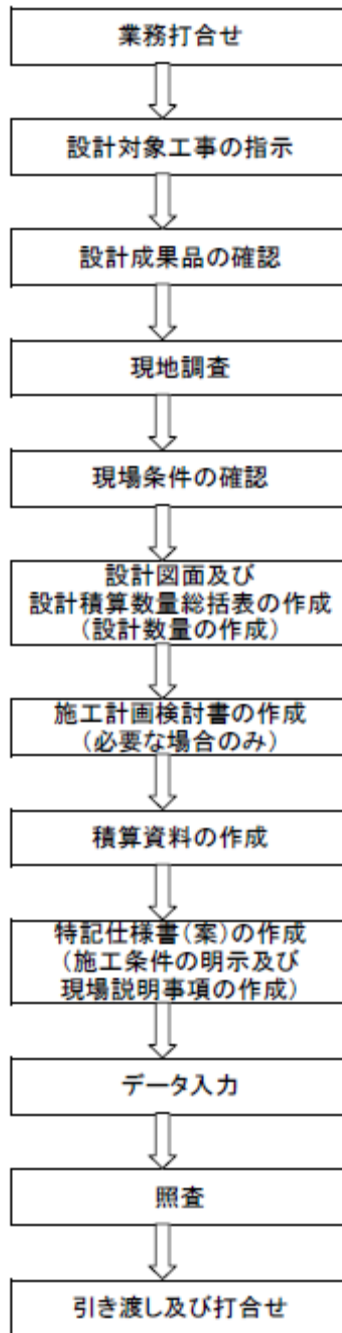 業務打合せ
設計対象工事の指示
設計成果品の確認
現地調査
現場条件の確認
設計図面及び
設計積算数量総括表の作成
(設計数量の作成)
施工計画検討書の作成
(必要な場合のみ)
積算資料の作成
特記仕様書(案)の作成
(施工条件の明示及び
現場説明事項の作成)
データ入力
照査
引き渡し及び打合せ